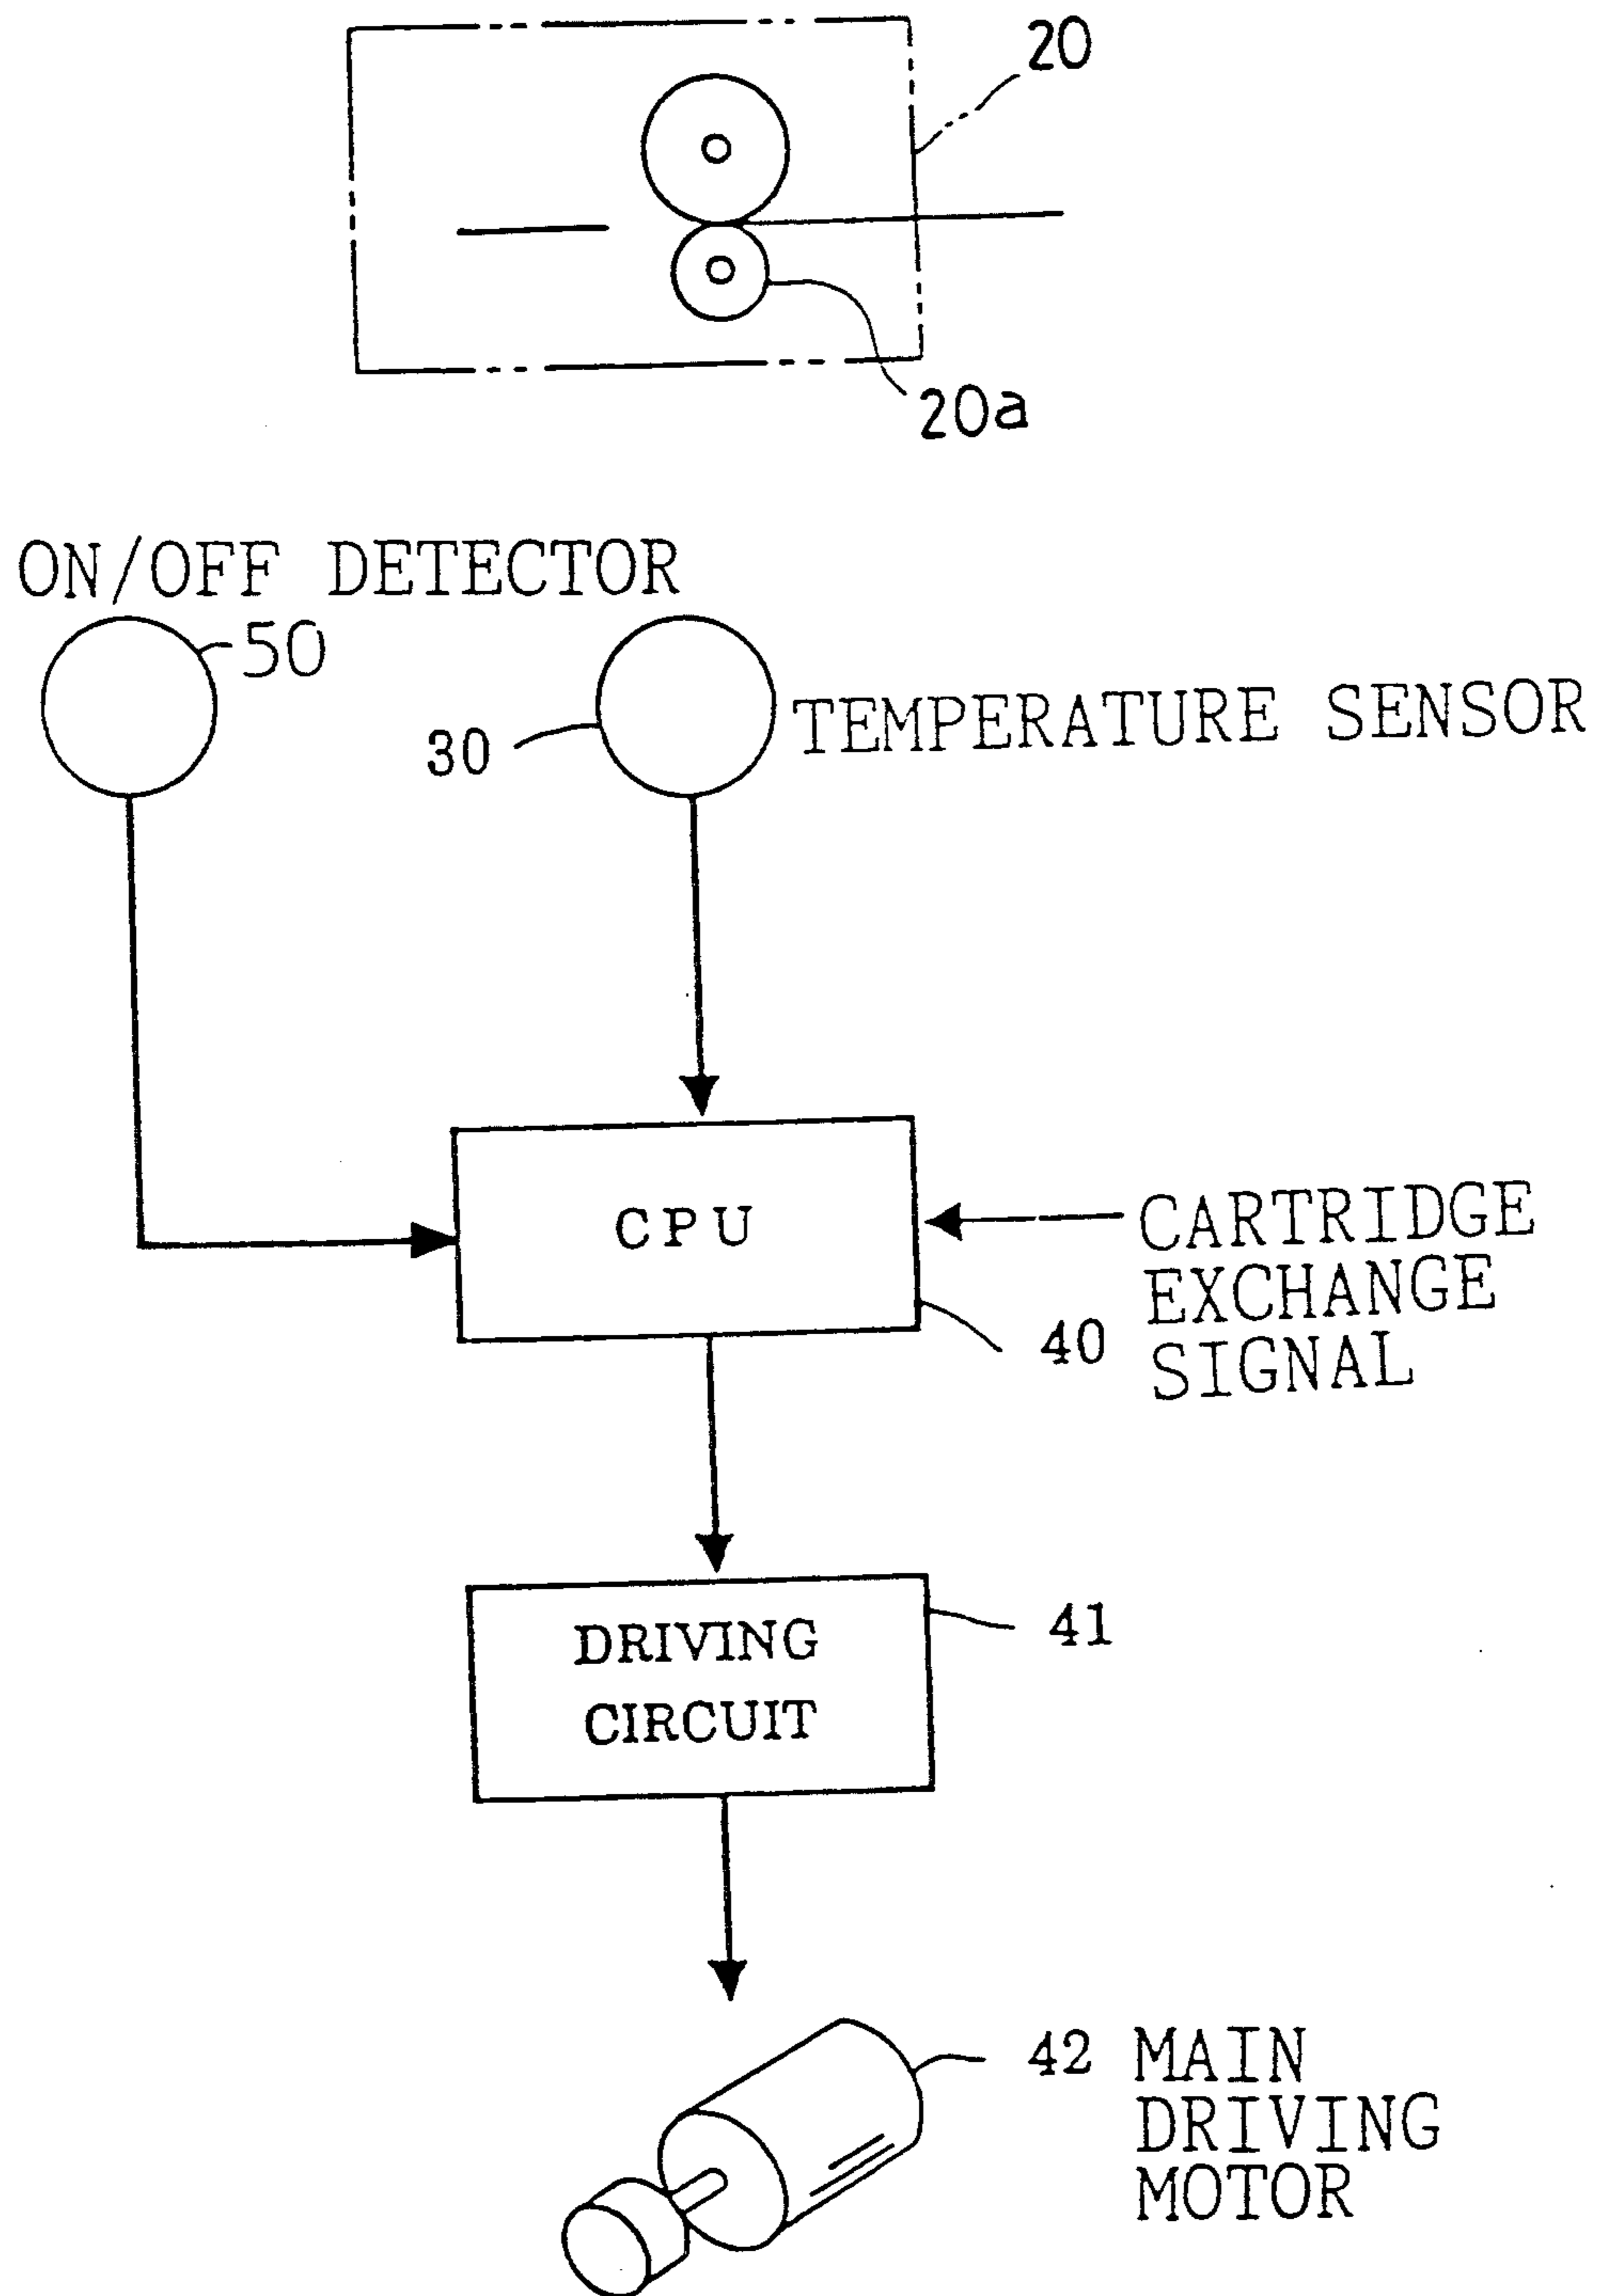 20
20a
ON/OFF DETECTOR
50
30
TEMPERATURE SENSOR
CPU
CARTRIDGE
EXCHANGE
SIGNAL
40
DRIVING
CIRCUIT
41
42 MAIN
DRIVING
MOTOR